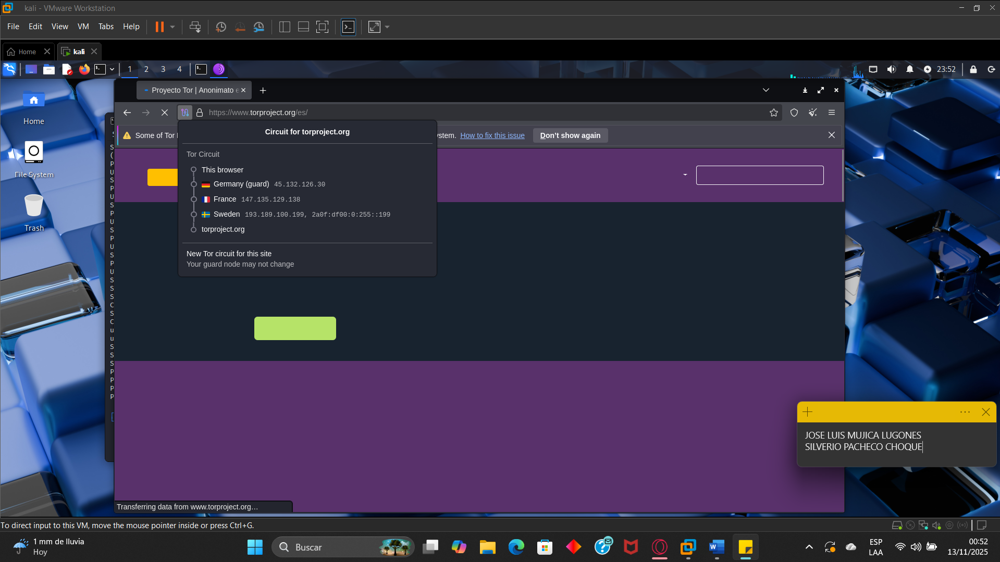 kali - VMware Workstation
File Edit View VM Tabs Help
Home kali
1 2 3 4 23:52
Proyecto Tor | Anonimato e
https://www.torproject.org/es/
Some of Tor ystem. How to fix this issue Don't show again
Circuit for torproject.org
Tor Circuit
This browser
Germany (guard) 45.132.126.30
France 147.135.129.138
Sweden 193.189.100.199, 2a0f:df00:0:255::199
torproject.org
New Tor circuit for this site
Your guard node may not change
Home
File System
Trash
JOSE LUIS MUJICA LUGONES
SILVERIO PACHECO CHOQUE
Transferring data from www.torproject.org…
To direct input to this VM, move the mouse pointer inside or press Ctrl+G.
1 mm de lluvia
Hoy
Buscar
ESP
LAA
00:52
13/11/2025